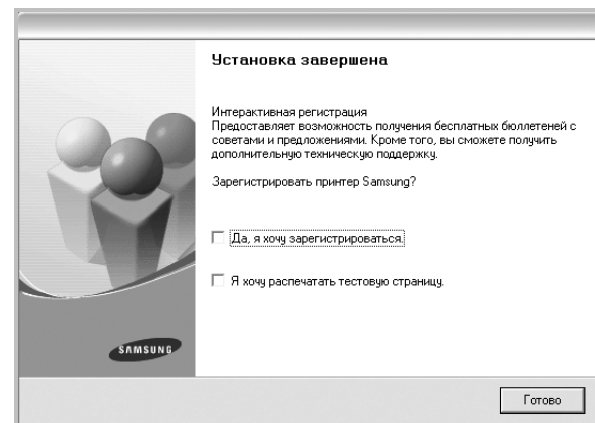 Установка завершена
Интерактивная регистрация
Предоставляет возможность получения бесплатных бюллетеней с
советами и предложениями. Кроме того, вы сможете получить
дополнительную техническую поддержку.
Зарегистрировать принтер Samsung?
Да, я хочу зарегистрироваться.
Я хочу распечатать тестовую страницу.
SAMSUNG
Готово